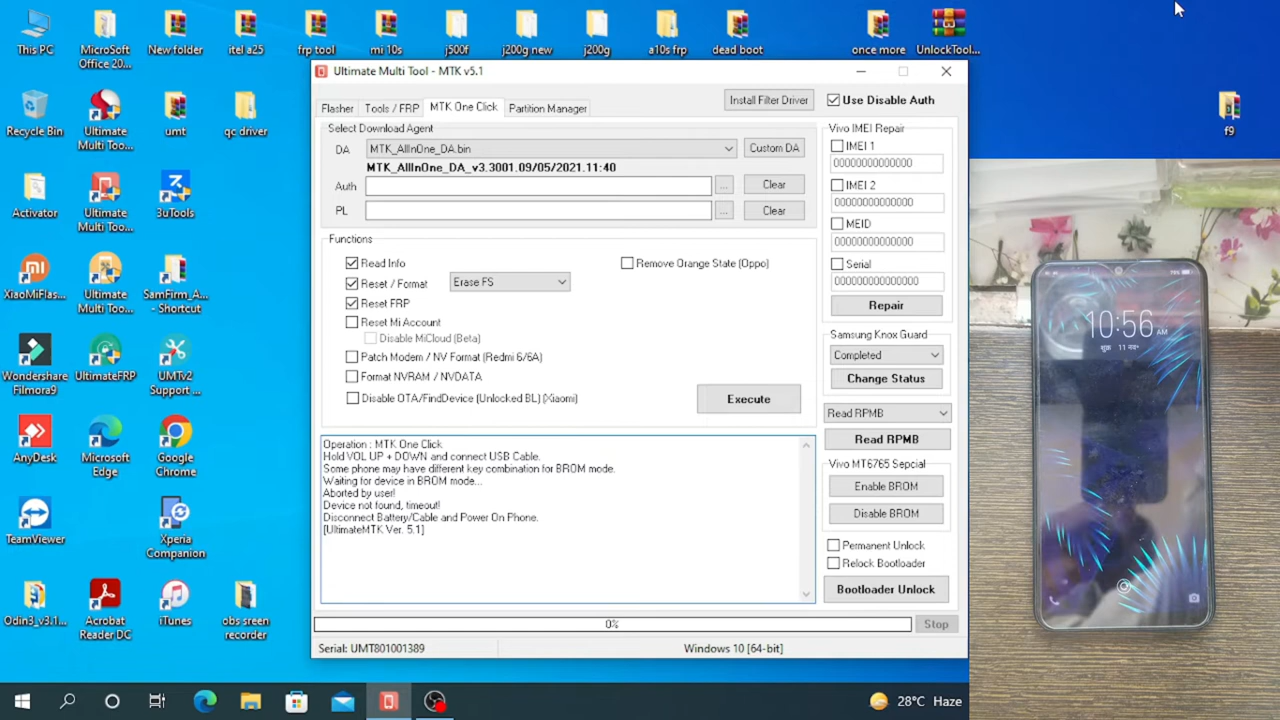 This PC
MicroSoft
Office 20...
New folder
itel a25
frp tool
mi 10s
j500f
j200g new
j200g
a10s frp
dead boot
once more
UnlockTool...
Recycle Bin
Ultimate
Multi Too...
umt
qc driver
f9
Activator
Ultimate
Multi Too...
3uTools
XiaoMiFlas...
Ultimate
Multi Too...
SamFirm_A...
- Shortcut
Wondershare
Filmora9
UltimateFRP
UMTv2
Support ...
AnyDesk
Microsoft
Edge
Google
Chrome
TeamViewer
Xperia
Companion
Odin3_v3.1...
Acrobat
Reader DC
iTunes
obs sreen
recorder
Ultimate Multi Tool - MTK v5.1
Flasher
Tools / FRP
MTK One Click
Partition Manager
Install Filter Driver
Use Disable Auth
Select Download Agent
DA
MTK_AllInOne_DA.bin
Custom DA
MTK_AllInOne_DA_v3.3001.09/05/2021.11:40
Auth
...
Clear
PL
...
Clear
Functions
Read Info
Remove Orange State (Oppo)
Reset / Format
Erase FS
Reset FRP
Reset Mi Account
Disable MiCloud (Beta)
Patch Modem / NV Format (Redmi 6/6A)
Format NVRAM / NVDATA
Disable OTA/FindDevice (Unlocked BL) (Xiaomi)
Execute
Operation : MTK One Click
Hold VOL UP + DOWN and connect USB Cable.
Some phone may have different key combination for BROM mode.
Waiting for device in BROM mode...
Aborted by user!
Device not found, timeout!
Disconnect Battery/Cable and Power On Phone.
[UltimateMTK Ver. 5.1]
Vivo IMEI Repair
IMEI 1
00000000000000
IMEI 2
00000000000000
MEID
00000000000000
Serial
00000000000000
Repair
Samsung Knox Guard
Completed
Change Status
Read RPMB
Read RPMB
Vivo MT6765 Sepcial
Enable BROM
Disable BROM
Permanent Unlock
Relock Bootloader
Bootloader Unlock
0%
Stop
Serial: UMT801001389
Windows 10 [64-bit]
28°C Haze
10:56 AM